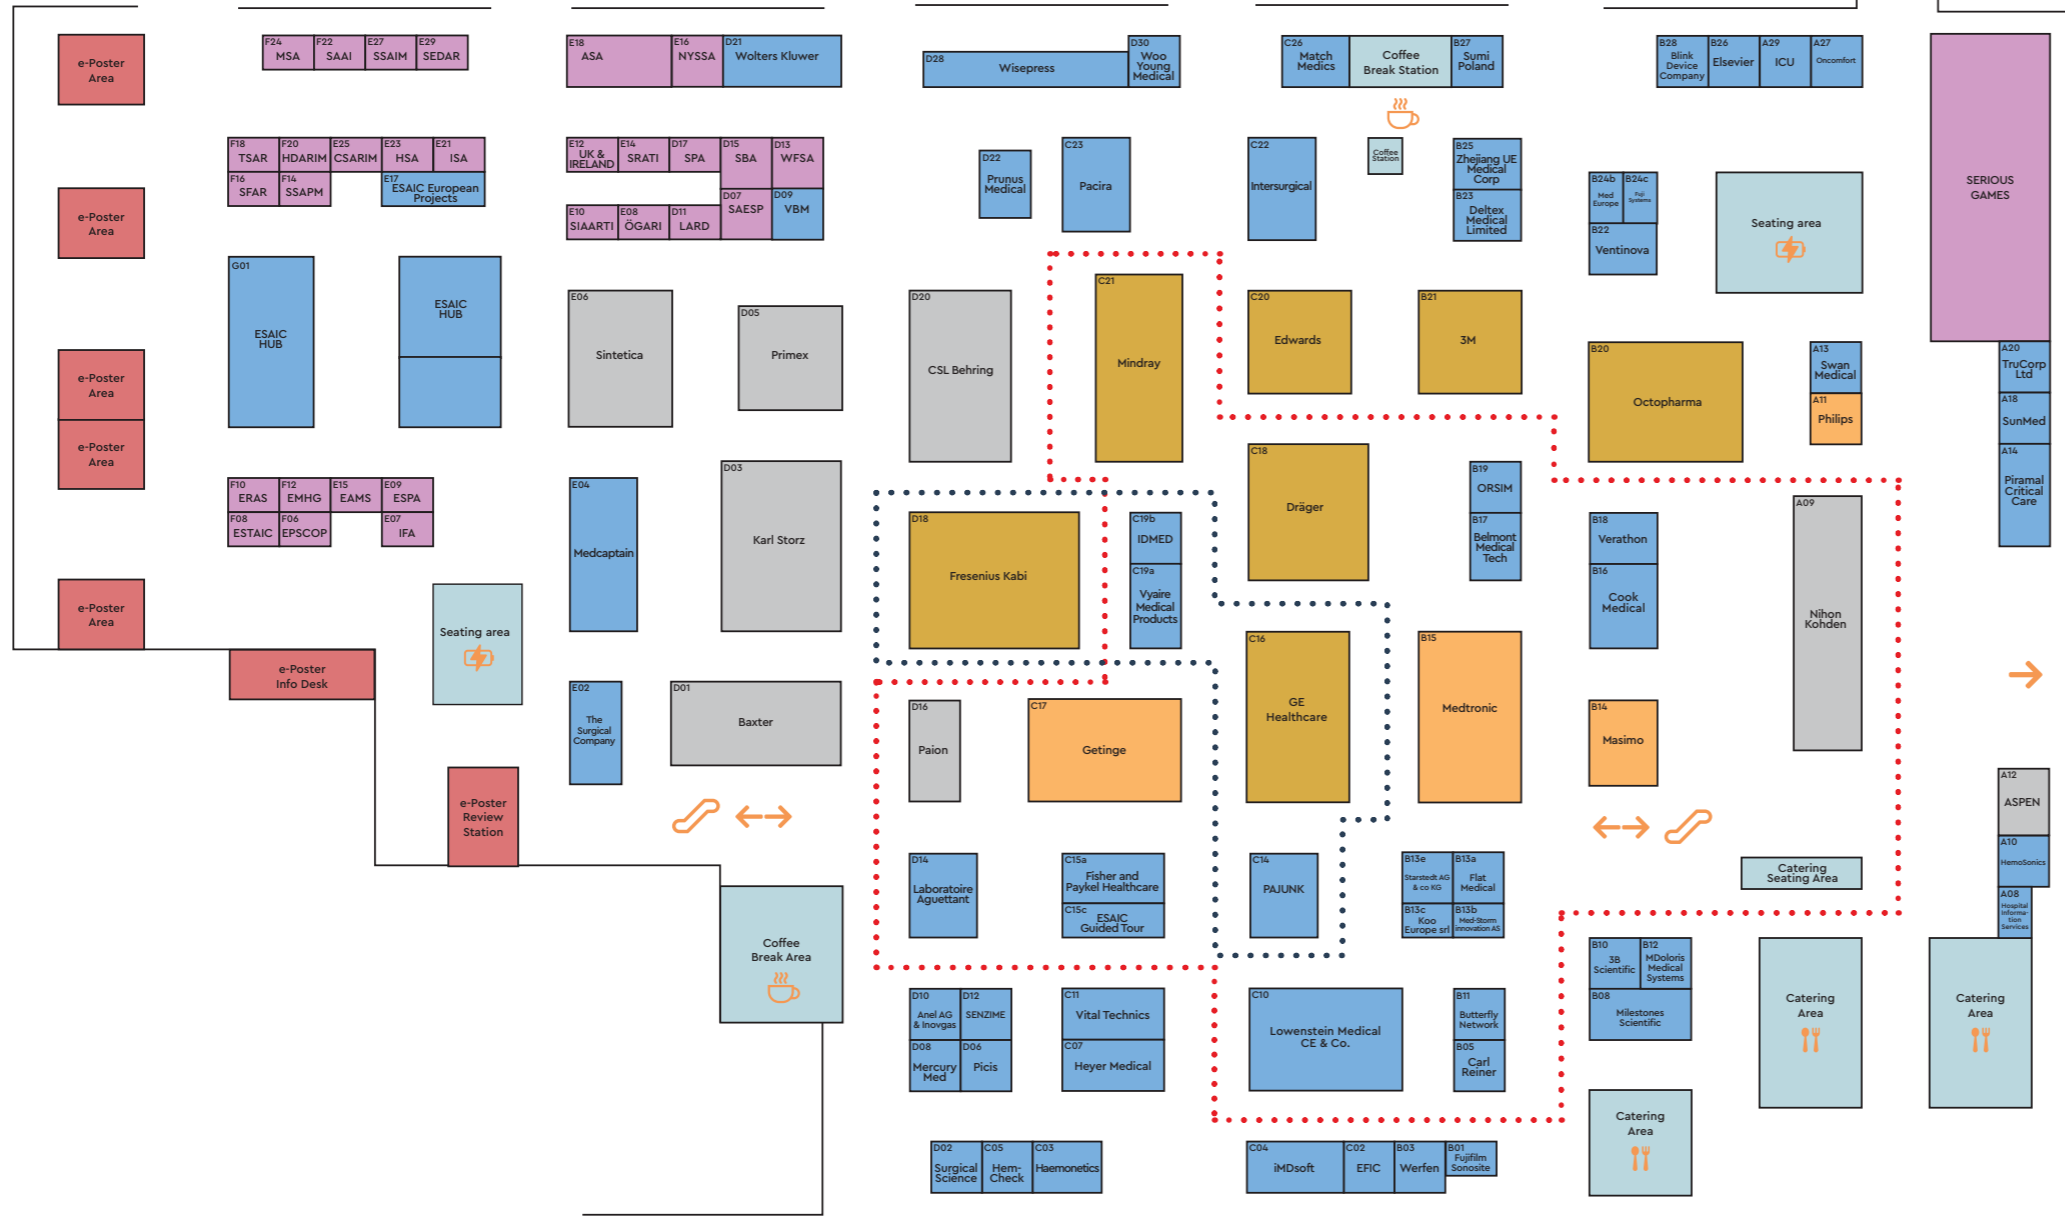 e-Poster
Area
F24
MSA
F22
SAAI
E27
SSAIM
E29
SEDAR
E18
ASA
E16
NYSSA
D21
Wolters Kluwer
D28
Wisepress
D30
Woo
Young
Medical
C26
Match
Medics
Coffee
Break Station
B27
Sumi
Poland
B28
Blink
Device
Company
B26
Elsevier
A29
ICU
A27
Oncomfort
SERIOUS
GAMES
F18
TSAR
F20
HDARIM
E25
CSARIM
E23
HSA
E21
ISA
F16
SFAR
F14
SSAPM
E17
ESAIC European
Projects
E12
UK &
IRELAND
E14
SRATI
D17
SPA
D15
SBA
D13
WFSA
E10
SIAARTI
E08
ÖGARI
D11
LARD
D07
SAESP
D09
VBM
D22
Prunus
Medical
C23
Pacira
C22
Intersurgical
Coffee
Station
B25
Zhejiang UE
Medical
Corp
B23
Deltex
Medical
Limited
B24b
Med
Europe
B24c
Fuji
Systems
B22
Ventinova
Seating area
e-Poster
Area
G01
ESAIC
HUB
ESAIC
HUB
E06
Sintetica
D05
Primex
D20
CSL Behring
C21
Mindray
C20
Edwards
B21
3M
B20
Octopharma
A13
Swan
Medical
A11
Philips
A20
TruCorp
Ltd
A18
SunMed
A14
Piramal
Critical
Care
e-Poster
Area
e-Poster
Area
F10
ERAS
F12
EMHG
E15
EAMS
E09
ESPA
F08
ESTAIC
F06
EPSCOP
E07
IFA
E04
Medcaptain
D03
Karl Storz
D18
Fresenius Kabi
C19b
IDMED
C19a
Vyaire
Medical
Products
C18
Dräger
B19
ORSIM
B17
Belmont
Medical
Tech
B18
Verathon
B16
Cook
Medical
A09
Nihon
Kohden
e-Poster
Area
e-Poster
Info Desk
Seating area
E02
The
Surgical
Company
D01
Baxter
D16
Paion
C17
Getinge
C16
GE
Healthcare
B15
Medtronic
B14
Masimo
e-Poster
Review
Station
A12
ASPEN
A10
HemoSonics
A08
Hospital
Informa-
tion
Services
D14
Laboratoire
Aguettant
C15a
Fisher and
Paykel Healthcare
C15c
ESAIC
Guided Tour
C14
PAJUNK
B13e
Starstedt AG
& co KG
B13a
Flat
Medical
B13c
Koo
Europe srl
B13b
Med-Storm
innovation AS
Catering
Seating Area
Coffee
Break Area
D10
Anel AG
& Inovgas
D12
SENZIME
D08
Mercury
Med
D06
Picis
C11
Vital Technics
C07
Heyer Medical
C10
Lowenstein Medical
CE & Co.
B11
Butterfly
Network
B05
Carl
Reiner
B10
3B
Scientific
B12
MDoloris
Medical
Systems
B08
Milestones
Scientific
Catering
Area
Catering
Area
Catering
Area
D02
Surgical
Science
C05
Hem-
Check
C03
Haemonetics
C04
iMDsoft
C02
EFIC
B03
Werfen
B01
Fujifilm
Sonosite